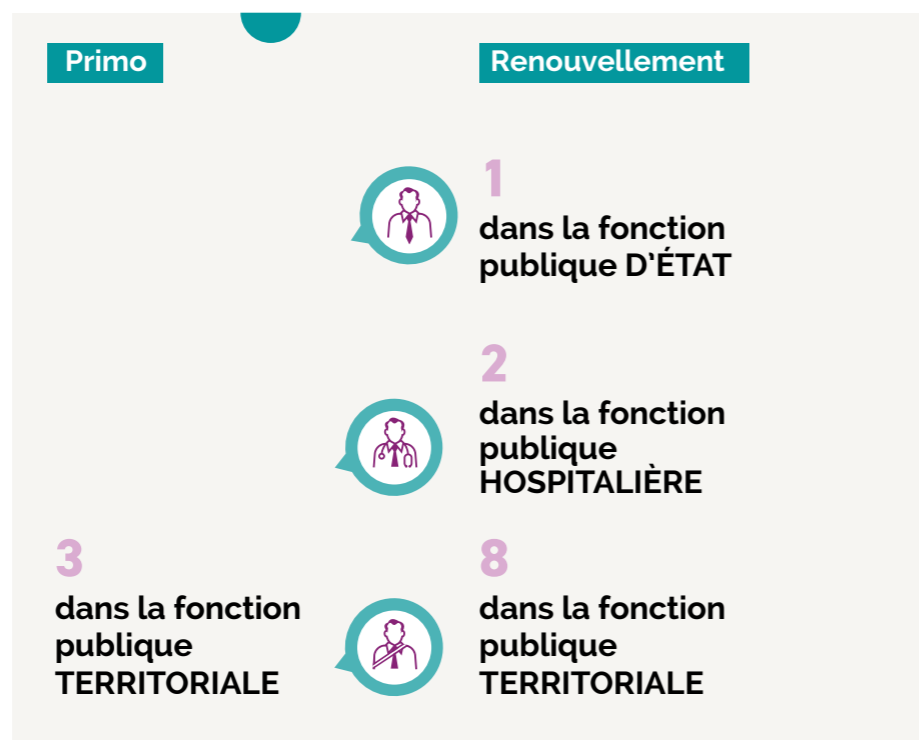 Primo
Renouvellement
1
dans la fonction
publique D'ÉTAT
2
dans la fonction
publique
HOSPITALIÈRE
3
dans la fonction
publique
TERRITORIALE
8
dans la fonction
publique
TERRITORIALE